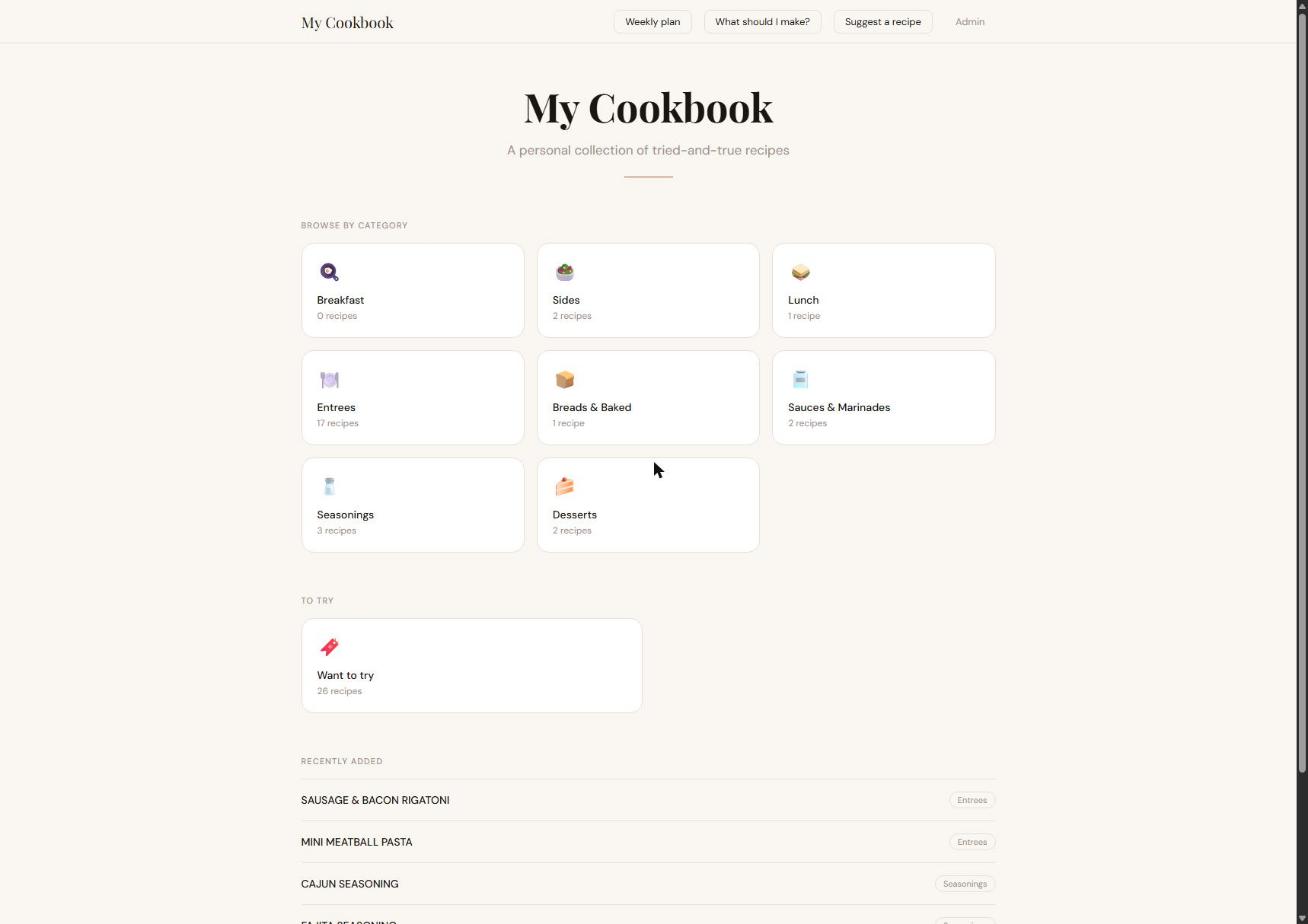 My Cookbook
Weekly plan
What should I make?
Suggest a recipe
Admin
My Cookbook
A personal collection of tried-and-true recipes
BROWSE BY CATEGORY
Breakfast
0 recipes
Sides
2 recipes
Lunch
1 recipe
Entrees
17 recipes
Breads & Baked
1 recipe
Sauces & Marinades
2 recipes
Seasonings
3 recipes
Desserts
2 recipes
TO TRY
Want to try
26 recipes
RECENTLY ADDED
SAUSAGE & BACON RIGATONI
Entrees
MINI MEATBALL PASTA
Entrees
CAJUN SEASONING
Seasonings
FAJITA SEASONING